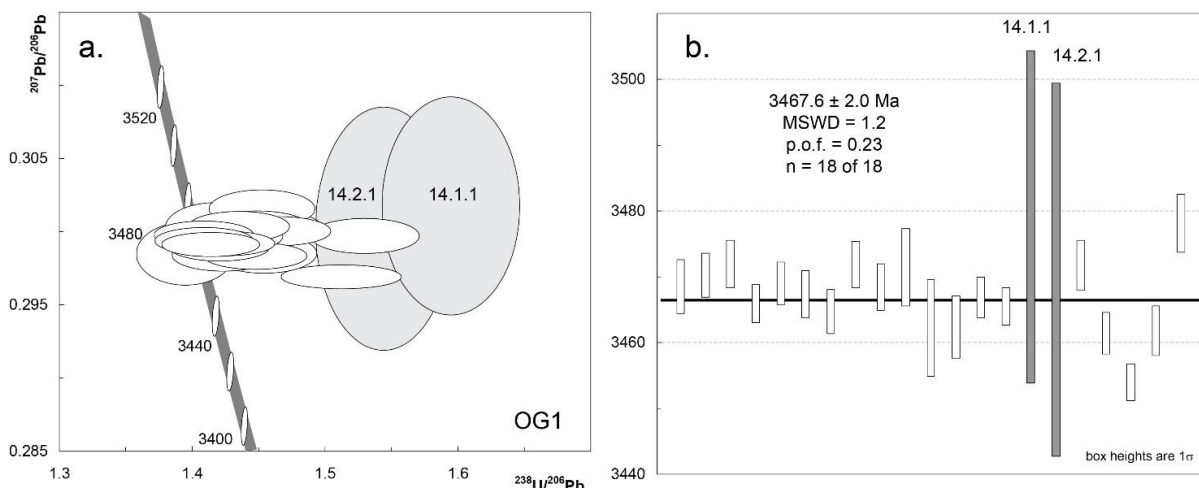 a.
²⁰⁷Pb/²⁰⁶Pb
3520
0.305
14.2.1
14.1.1
3480
0.295
3440
3400
OG1
0.285
1.3
1.4
1.5
1.6
²³⁸U/²⁰⁶Pb
b.
14.1.1
14.2.1
3500
3467.6 ± 2.0 Ma
MSWD = 1.2
p.o.f. = 0.23
n = 18 of 18
3480
3460
3440
box heights are 1σ